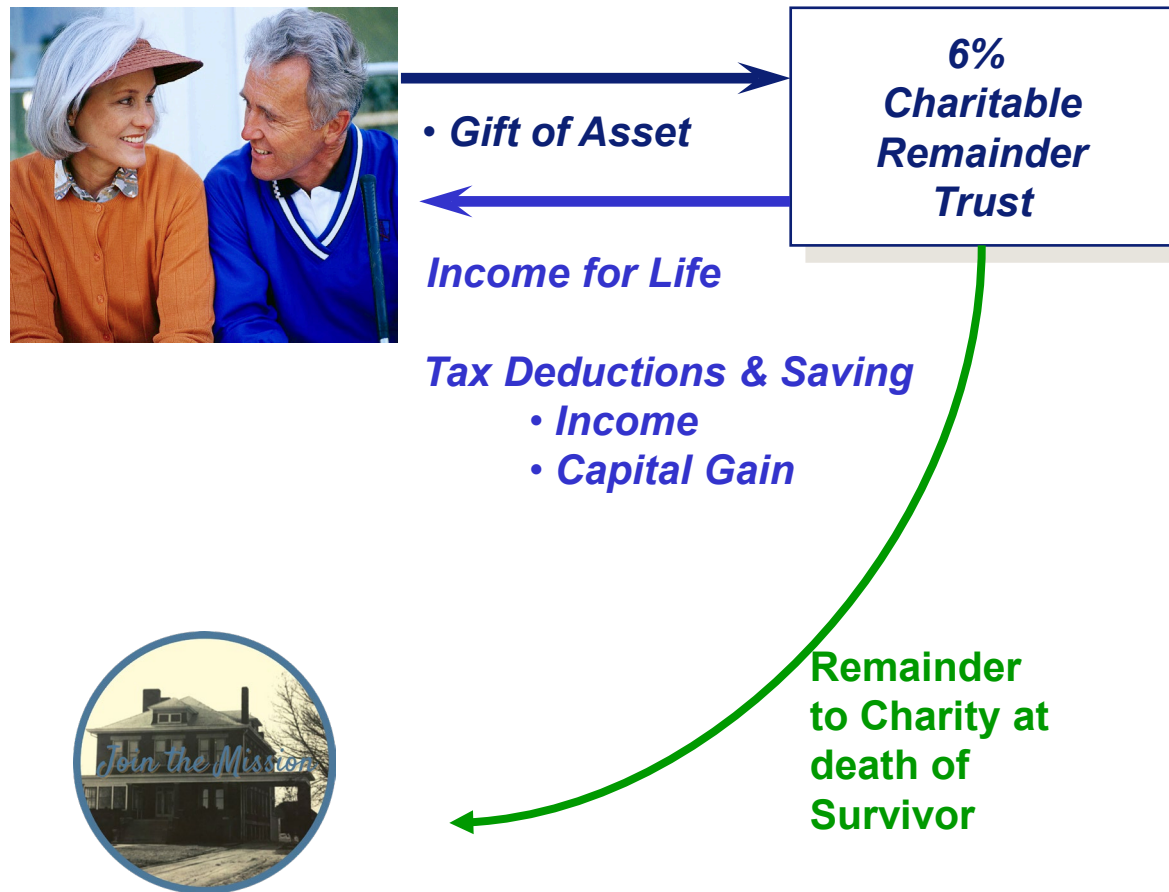 6%
Charitable
Remainder
Trust
• Gift of Asset
Income for Life
Tax Deductions & Saving
• Income
• Capital Gain
Remainder
to Charity at
death of
Survivor
Join the Mission